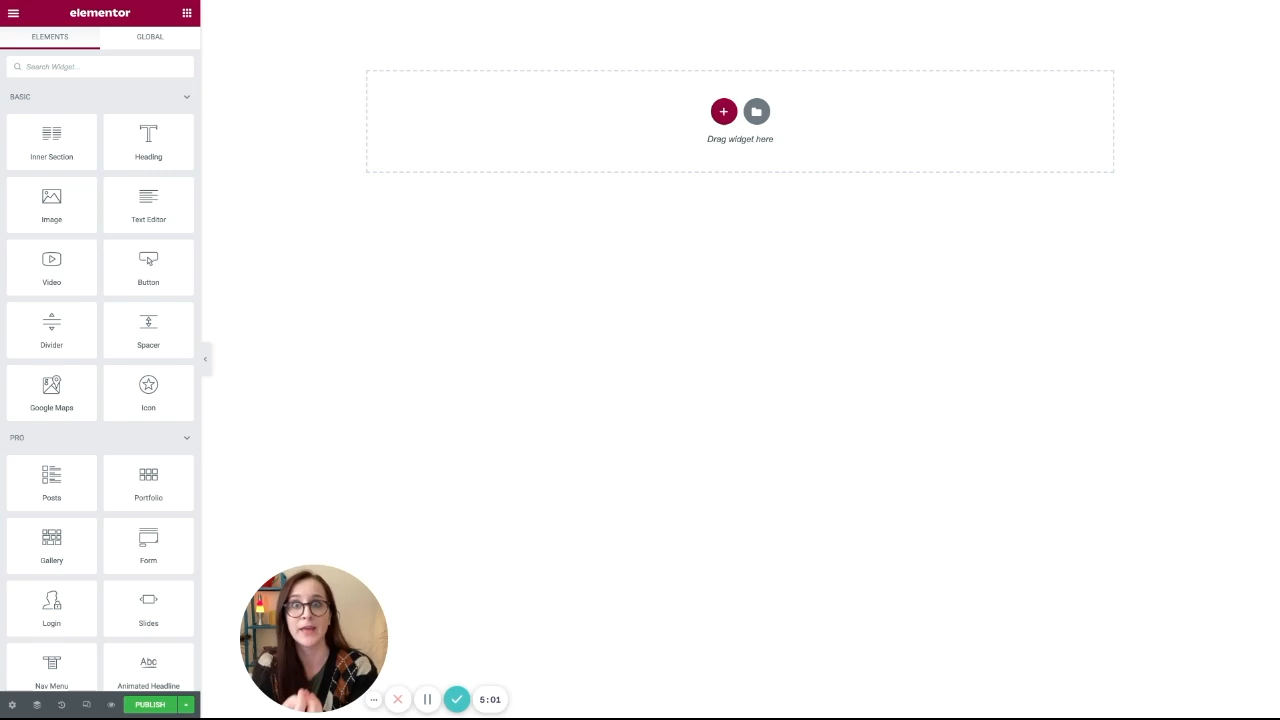 elementor
ELEMENTS
GLOBAL
Search Widget...
BASIC
Inner Section
Heading
Image
Text Editor
Video
Button
Divider
Spacer
Google Maps
Icon
PRO
Posts
Portfolio
Gallery
Form
Login
Slides
Abc
Nav Menu
Animated Headline
PUBLISH
Drag widget here
5:01